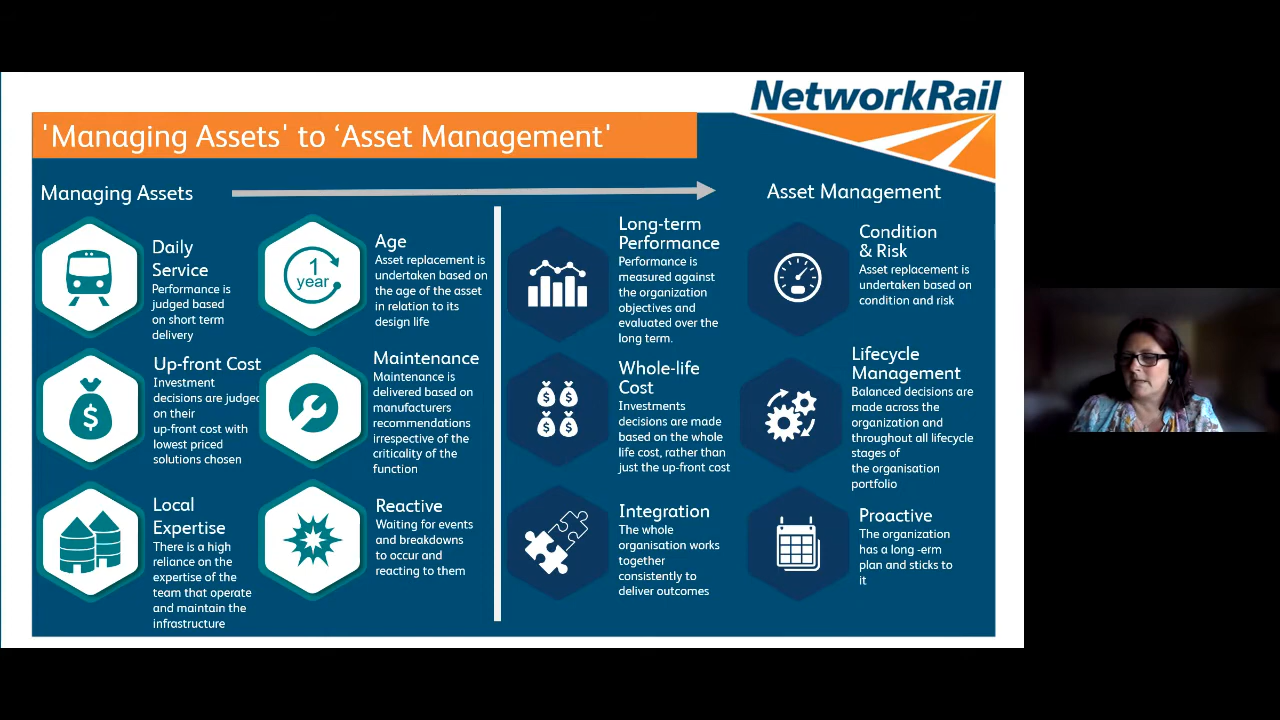 NetworkRail
'Managing Assets' to ‘Asset Management'
Managing Assets
Asset Management
Daily
Service
Performance is
judged based
on short term
delivery
Age
Asset replacement is
undertaken based on
the age of the asset
in relation to its
design life
1
year
Long-term
Performance
Performance is
measured against
the organization
objectives and
evaluated over the
long term.
Condition
& Risk
Asset replacement is
undertaken based on
condition and risk
Up-front Cost
Investment
decisions are judged
on their
up-front cost with
lowest priced
solutions chosen
$
Maintenance
Maintenance is
delivered based on
manufacturers
recommendations
irrespective of the
criticality of the
function
Whole-life
Cost
Investments
decisions are made
based on the whole
life cost, rather than
just the up-front cost
$ $
$ $
Lifecycle
Management
Balanced decisions are
made across the
organization and
throughout all lifecycle
stages of
the organisation
portfolio
Local
Expertise
There is a high
reliance on the
expertise of the
team that operate
and maintain the
infrastructure
Reactive
Waiting for events
and breakdowns
to occur and
reacting to them
Integration
The whole
organisation works
together
consistently to
deliver outcomes
Proactive
The organization
has a long -erm
plan and sticks to
it